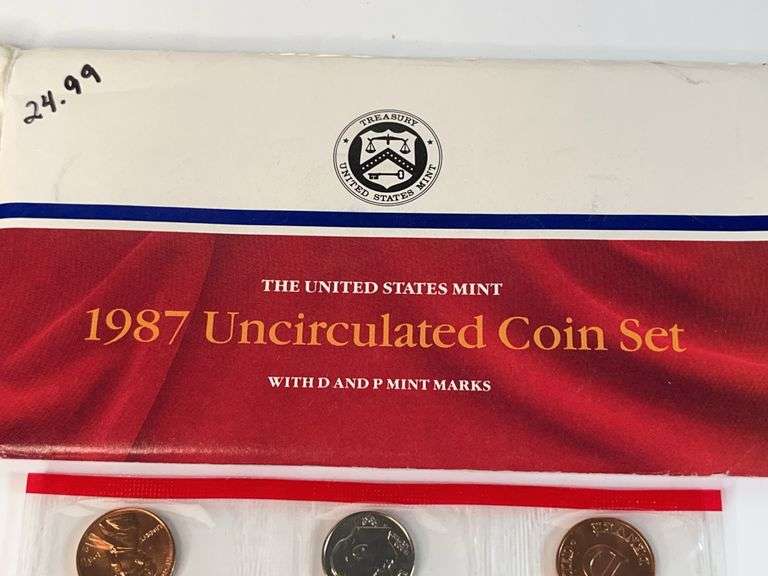 24.99
TREASURY
UNITED STATES MINT
THE UNITED STATES MINT
1987 Uncirculated Coin Set
WITH D AND P MINT MARKS